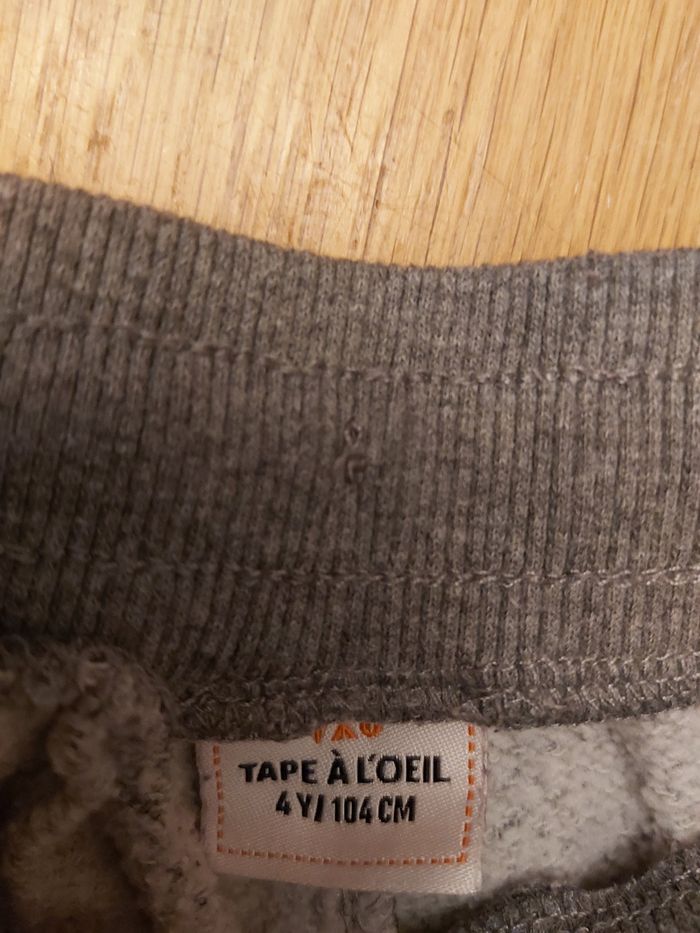 TAPE À L'OEIL
4 Y/ 104 CM